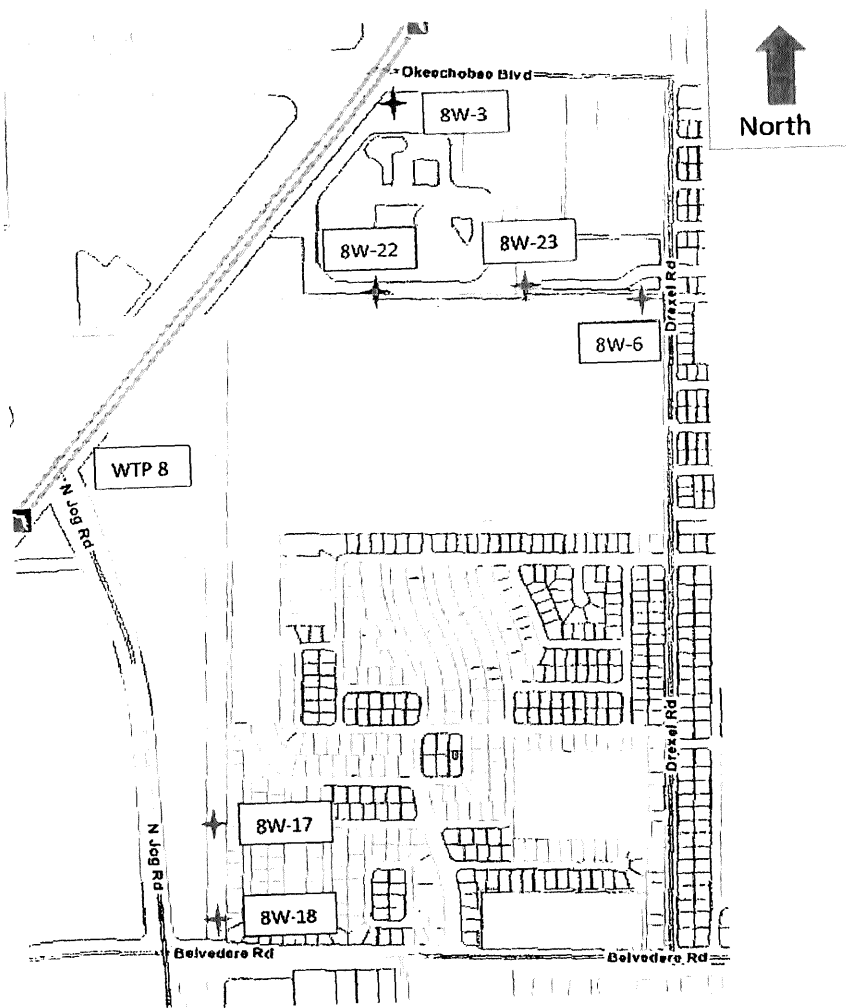 Okeechobee Blvd
8W-3
North
8W-22
8W-23
Drexel Rd
8W-6
WTP 8
N Jog Rd
Drexel Rd
8W-17
N Jog Rd
8W-18
Belvedere Rd
Belvedere Rd